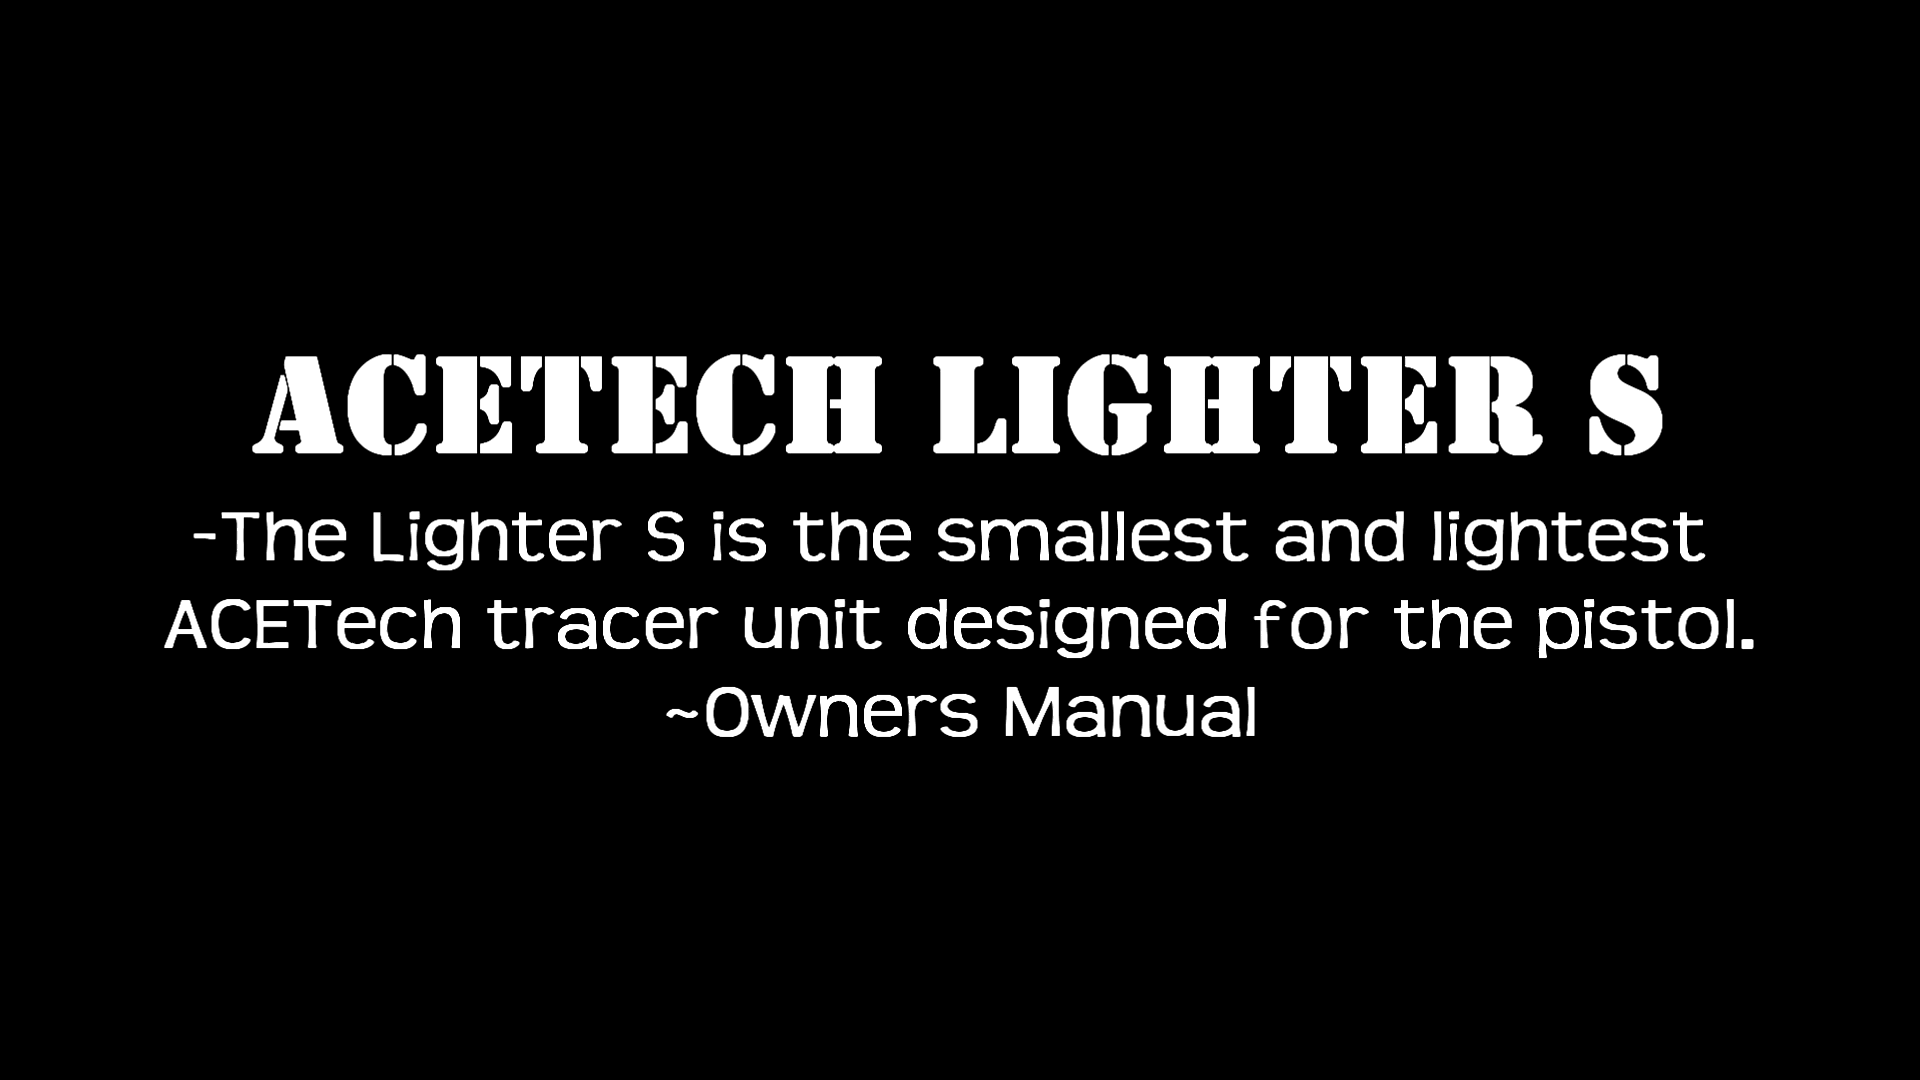 ACETECH LIGHTER S
-The Lighter S is the smallest and lightest
ACETech tracer unit designed for the pistol.
~Owners Manual